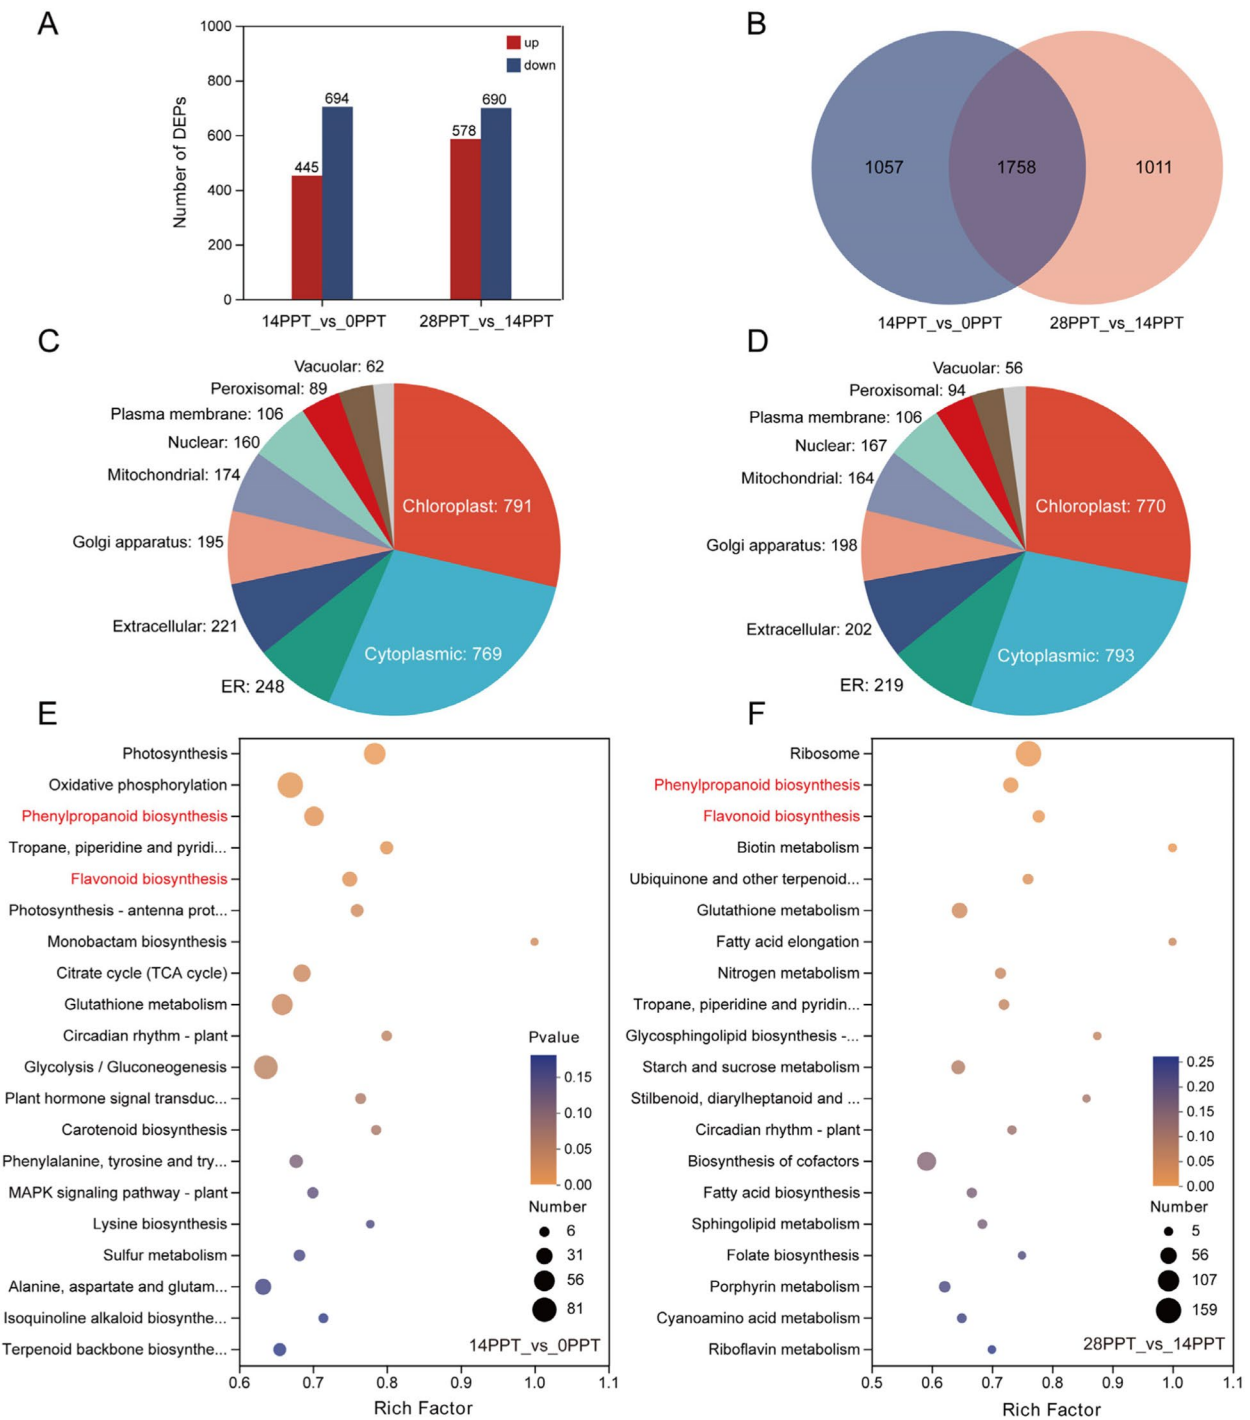 A
1000
800
600
400
200
0
Number of DEPs
up
down
445
694
578
690
14PPT_vs_0PPT
28PPT_vs_14PPT
B
1057
1758
1011
14PPT_vs_0PPT
28PPT_vs_14PPT
C
Vacuolar: 62
Peroxisomal: 89
Plasma membrane: 106
Nuclear: 160
Mitochondrial: 174
Golgi apparatus: 195
Extracellular: 221
ER: 248
Chloroplast: 791
Cytoplasmic: 769
D
Vacuolar: 56
Peroxisomal: 94
Plasma membrane: 106
Nuclear: 167
Mitochondrial: 164
Golgi apparatus: 198
Extracellular: 202
ER: 219
Chloroplast: 770
Cytoplasmic: 793
E
Photosynthesis
Oxidative phosphorylation
Phenylpropanoid biosynthesis
Tropane, piperidine and pyridi...
Flavonoid biosynthesis
Photosynthesis - antenna prot...
Monobactam biosynthesis
Citrate cycle (TCA cycle)
Glutathione metabolism
Circadian rhythm - plant
Glycolysis / Gluconeogenesis
Plant hormone signal transduc...
Carotenoid biosynthesis
Phenylalanine, tyrosine and try...
MAPK signaling pathway - plant
Lysine biosynthesis
Sulfur metabolism
Alanine, aspartate and glutam...
Isoquinoline alkaloid biosynthe...
Terpenoid backbone biosynthe...
Pvalue
0.15
0.10
0.05
0.00
Number
6
31
56
81
14PPT_vs_0PPT
0.6 0.7 0.8 0.9 1.0 1.1
Rich Factor
F
Ribosome
Phenylpropanoid biosynthesis
Flavonoid biosynthesis
Biotin metabolism
Ubiquinone and other terpenoid...
Glutathione metabolism
Fatty acid elongation
Nitrogen metabolism
Tropane, piperidine and pyridin...
Glycosphingolipid biosynthesis -...
Starch and sucrose metabolism
Stilbenoid, diarylheptanoid and ...
Circadian rhythm - plant
Biosynthesis of cofactors
Fatty acid biosynthesis
Sphingolipid metabolism
Folate biosynthesis
Porphyrin metabolism
Cyanoamino acid metabolism
Riboflavin metabolism
0.25
0.20
0.15
0.10
0.05
0.00
Number
5
56
107
159
28PPT_vs_14PPT
0.5 0.6 0.7 0.8 0.9 1.0 1.1
Rich Factor